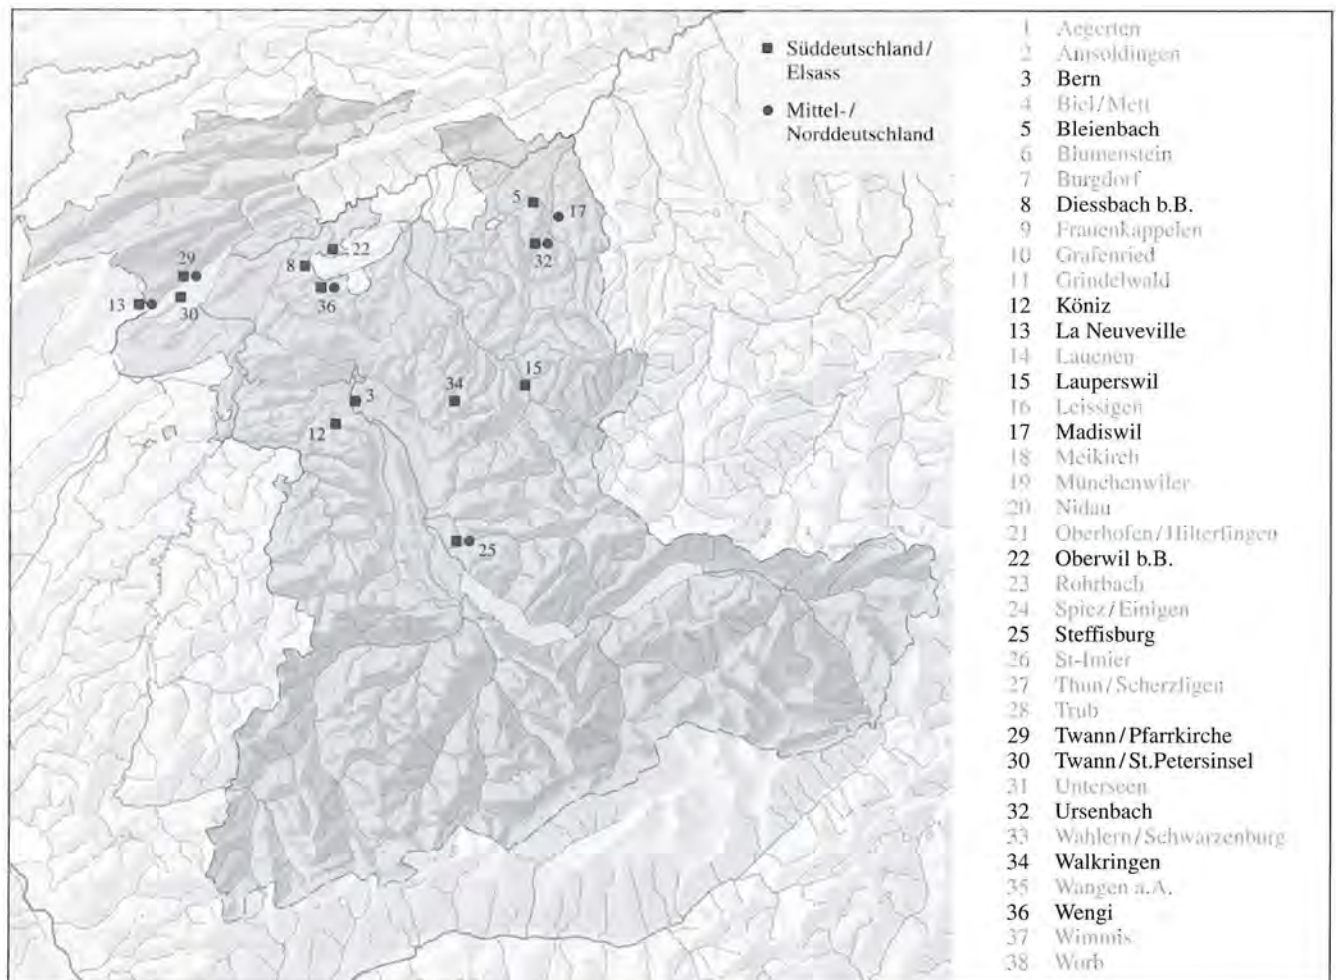 Süddeutschland/
Elsass
Mittel-/
Norddeutschland
5
17
32
22
8
29
36
13
30
15
34
3
12
25
1 Aegerten
2 Amsoldingen
3 Bern
4 Biel/Mett
5 Bleienbach
6 Blumenstein
7 Burgdorf
8 Diessbach b.B.
9 Frauenkappelen
10 Grafenried
11 Grindelwald
12 Köniz
13 La Neuveville
14 Lauenen
15 Lauperswil
16 Leissigen
17 Madiswil
18 Meikirch
19 Münchenwiler
20 Nidau
21 Oberhofen/Hilterfingen
22 Oberwil b.B.
23 Rohrbach
24 Spiez/Einigen
25 Steffisburg
26 St-Imier
27 Thun/Scherzligen
28 Trub
29 Twann/Pfarrkirche
30 Twann/St.Petersinsel
31 Unterseen
32 Ursenbach
33 Wahlern/Schwarzenburg
34 Walkringen
35 Wangen a.A.
36 Wengi
37 Wimmis
38 Worb